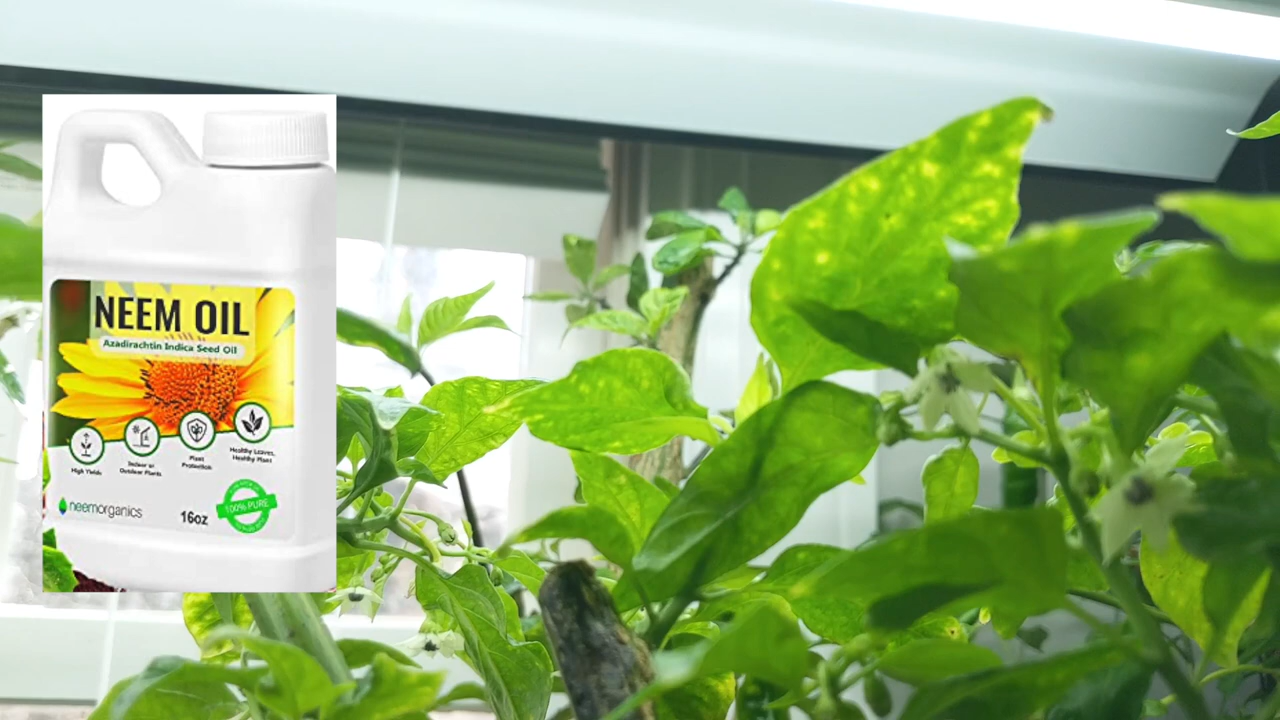 NEEM OIL
Azadirachtin Indica Seed Oil
High Yields
Indoor or
Outdoor Plants
Plant
Protection
Healthy Leaves,
Healthy Plant
neemorganics
16oz
100% PURE